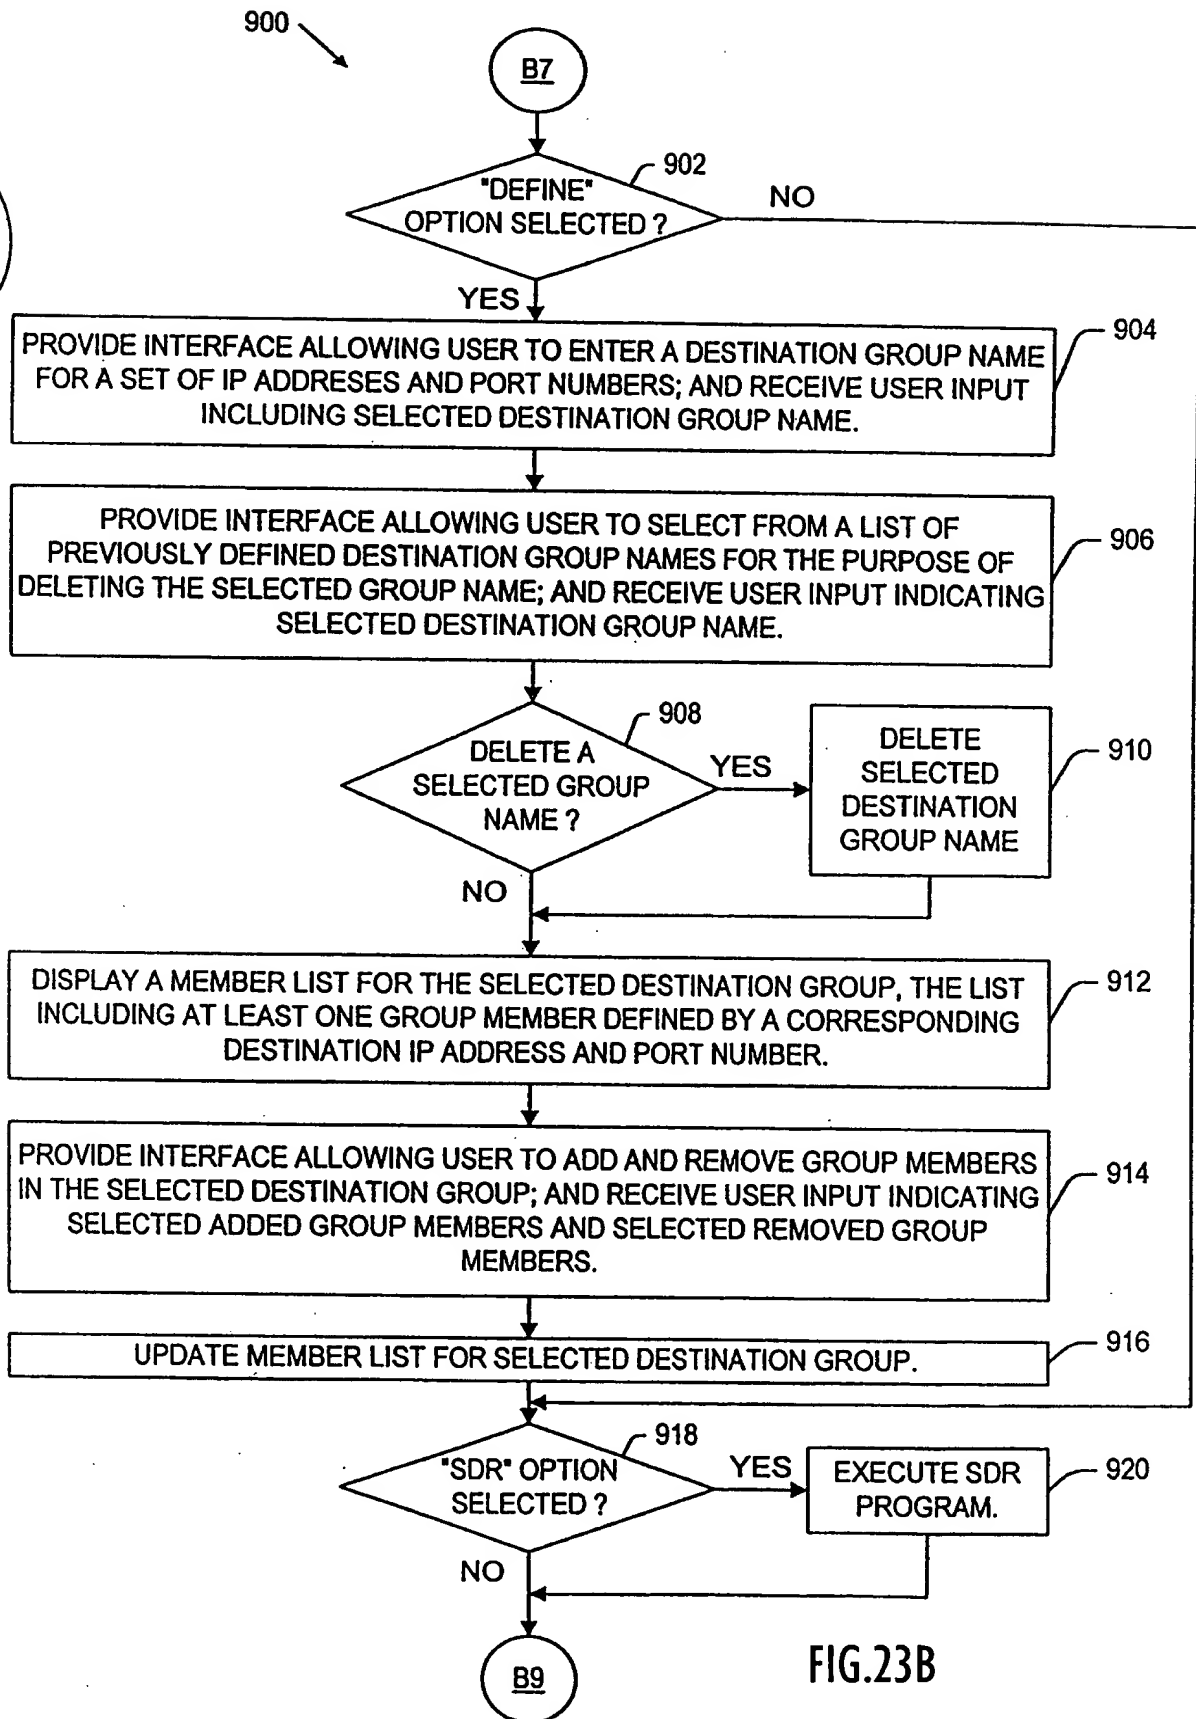 900
B7
902
"DEFINE"
OPTION SELECTED ?
NO
YES
904
PROVIDE INTERFACE ALLOWING USER TO ENTER A DESTINATION GROUP NAME
FOR A SET OF IP ADDRESES AND PORT NUMBERS; AND RECEIVE USER INPUT
INCLUDING SELECTED DESTINATION GROUP NAME.
PROVIDE INTERFACE ALLOWING USER TO SELECT FROM A LIST OF
PREVIOUSLY DEFINED DESTINATION GROUP NAMES FOR THE PURPOSE OF
DELETING THE SELECTED GROUP NAME; AND RECEIVE USER INPUT INDICATING
SELECTED DESTINATION GROUP NAME.
906
908
DELETE A
SELECTED GROUP
NAME ?
YES
DELETE
SELECTED
DESTINATION
GROUP NAME
910
NO
DISPLAY A MEMBER LIST FOR THE SELECTED DESTINATION GROUP, THE LIST
INCLUDING AT LEAST ONE GROUP MEMBER DEFINED BY A CORRESPONDING
DESTINATION IP ADDRESS AND PORT NUMBER.
912
PROVIDE INTERFACE ALLOWING USER TO ADD AND REMOVE GROUP MEMBERS
IN THE SELECTED DESTINATION GROUP; AND RECEIVE USER INPUT INDICATING
SELECTED ADDED GROUP MEMBERS AND SELECTED REMOVED GROUP
MEMBERS.
914
UPDATE MEMBER LIST FOR SELECTED DESTINATION GROUP.
916
918
"SDR" OPTION
SELECTED ?
YES
EXECUTE SDR
PROGRAM.
920
NO
B9
FIG.23B